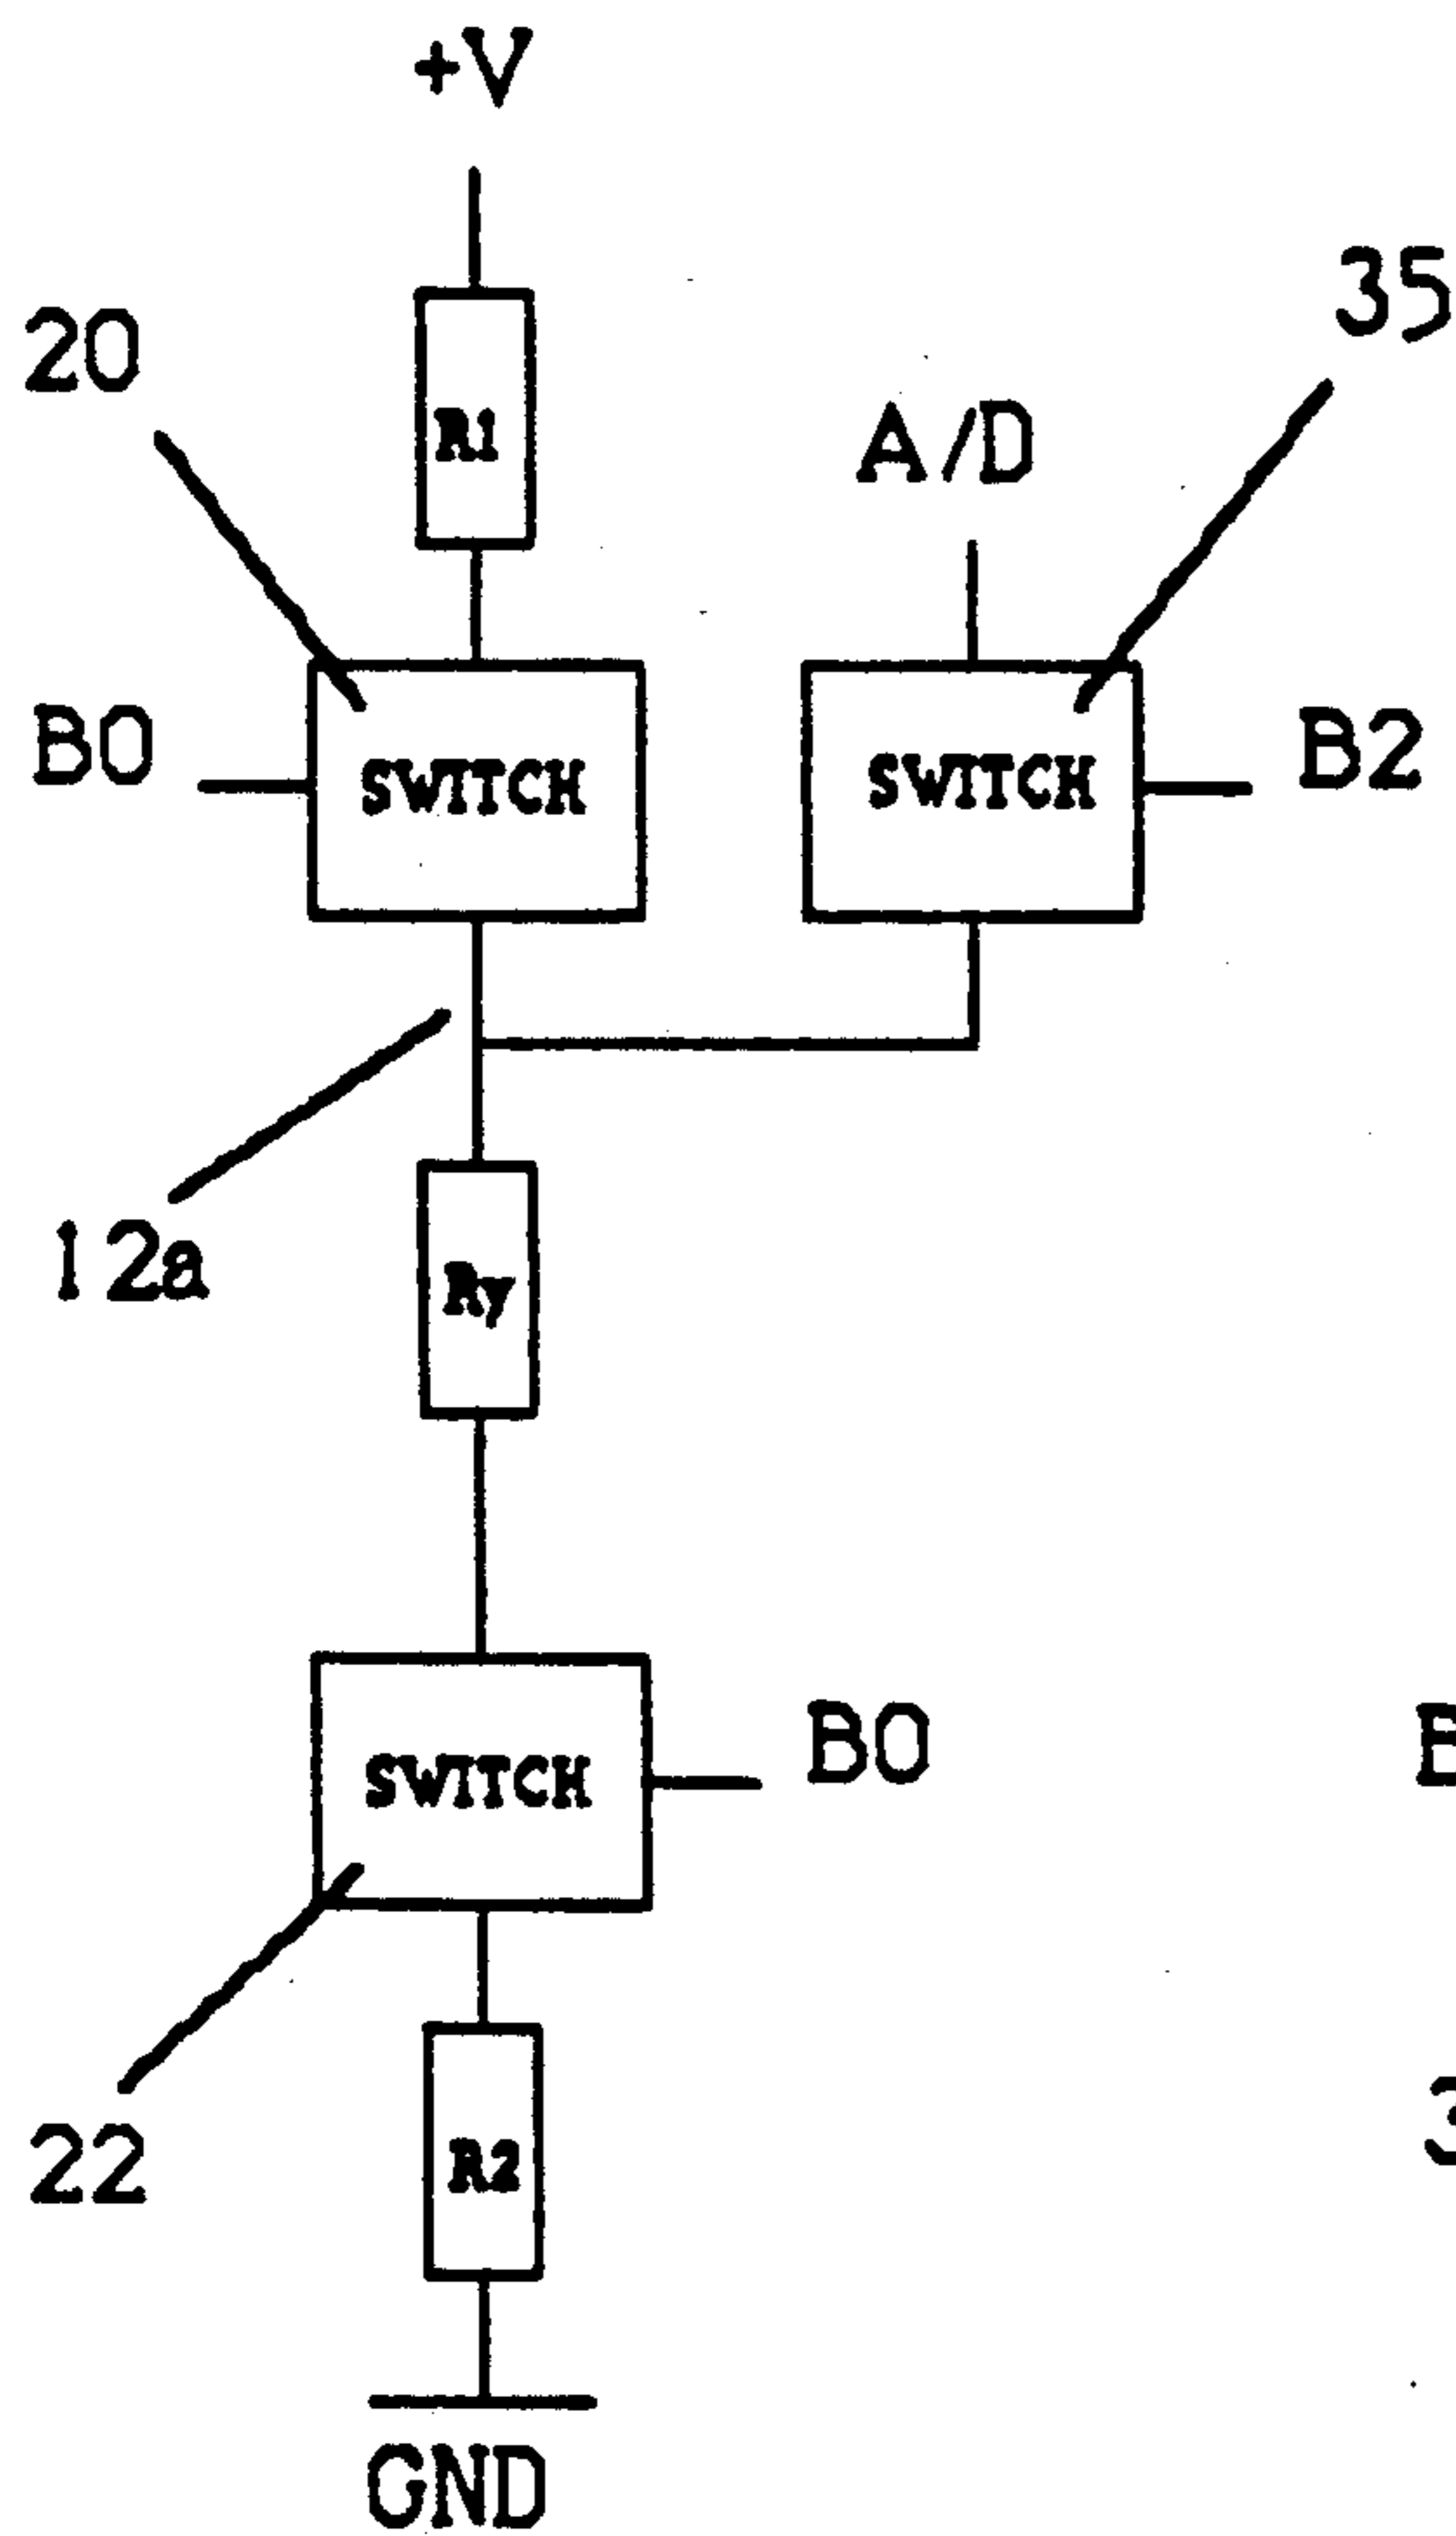 +V
20
35
R1
A/D
B0
SWITCH
SWITCH
B2
12a
Ry
SWITCH
B0
22
R2
GND